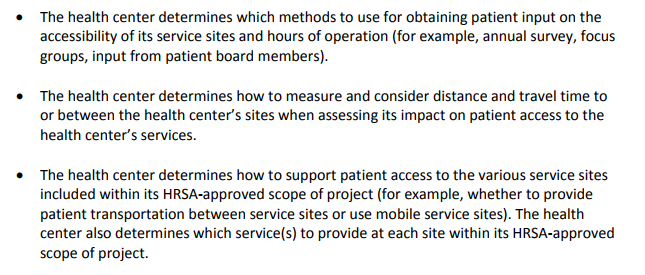 • The health center determines which methods to use for obtaining patient input on the
accessibility of its service sites and hours of operation (for example, annual survey, focus
groups, input from patient board members).
• The health center determines how to measure and consider distance and travel time to
or between the health center’s sites when assessing its impact on patient access to the
health center’s services.
• The health center determines how to support patient access to the various service sites
included within its HRSA-approved scope of project (for example, whether to provide
patient transportation between service sites or use mobile service sites). The health
center also determines which service(s) to provide at each site within its HRSA-approved
scope of project.